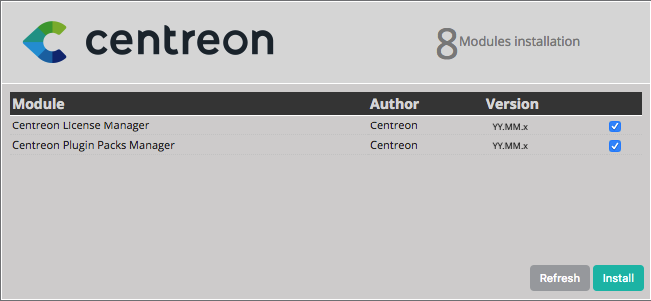 centreon
8 Modules installation
Module Author Version
Centreon License Manager Centreon YY.MM.x
Centreon Plugin Packs Manager Centreon YY.MM.x
Refresh Install